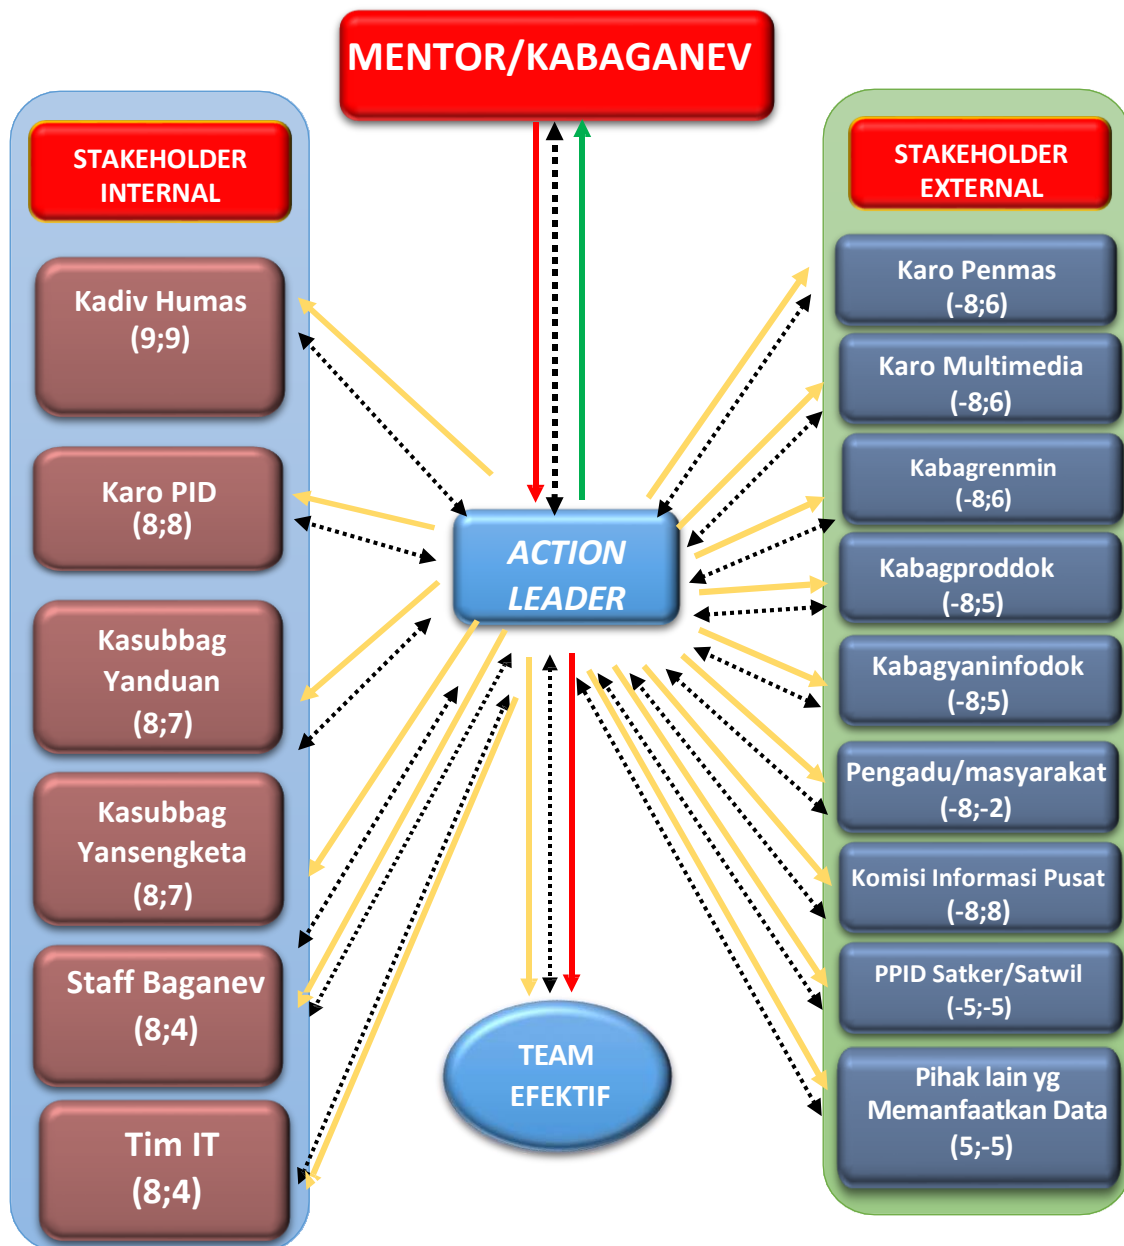 MENTOR/KABAGANEV
STAKEHOLDER
INTERNAL
Kadiv Humas
(9;9)
Karo PID
(8;8)
Kasubbag
Yanduan
(8;7)
Kasubbag
Yansengketa
(8;7)
Staff Baganev
(8;4)
Tim IT
(8;4)
ACTION
LEADER
TEAM
EFEKTIF
STAKEHOLDER
EXTERNAL
Karo Penmas
(-8;6)
Karo Multimedia
(-8;6)
Kabagrenmin
(-8;6)
Kabagproddok
(-8;5)
Kabagyaninfodok
(-8;5)
Pengadu/masyarakat
(-8;-2)
Komisi Informasi Pusat
(-8;8)
PPID Satker/Satwil
(-5;-5)
Pihak lain yg
Memanfaatkan Data
(5;-5)